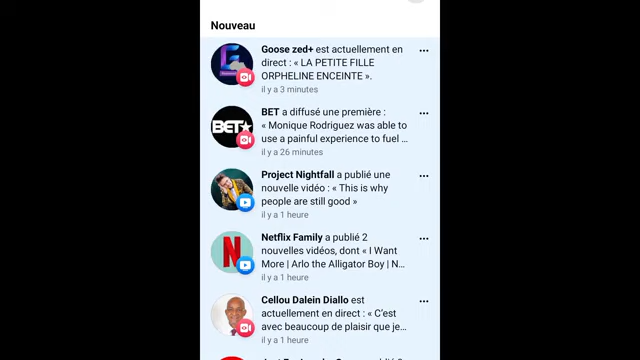 Nouveau
Goose zed+ est actuellement en
direct : « LA PETITE FILLE
ORPHELINE ENCEINTE ».
il y a 3 minutes
BET★
BET a diffusé une première :
« Monique Rodriguez was able to
use a painful experience to fuel ...
il y a 26 minutes
Project Nightfall a publié une
nouvelle vidéo : « This is why
people are still good »
il y a 1 heure
N
Netflix Family a publié 2
nouvelles vidéos, dont « I Want
More | Arlo the Alligator Boy | N...
il y a 1 heure
Cellou Dalein Diallo est
actuellement en direct : « C'est
avec beaucoup de plaisir que je...
il y a 1 heure